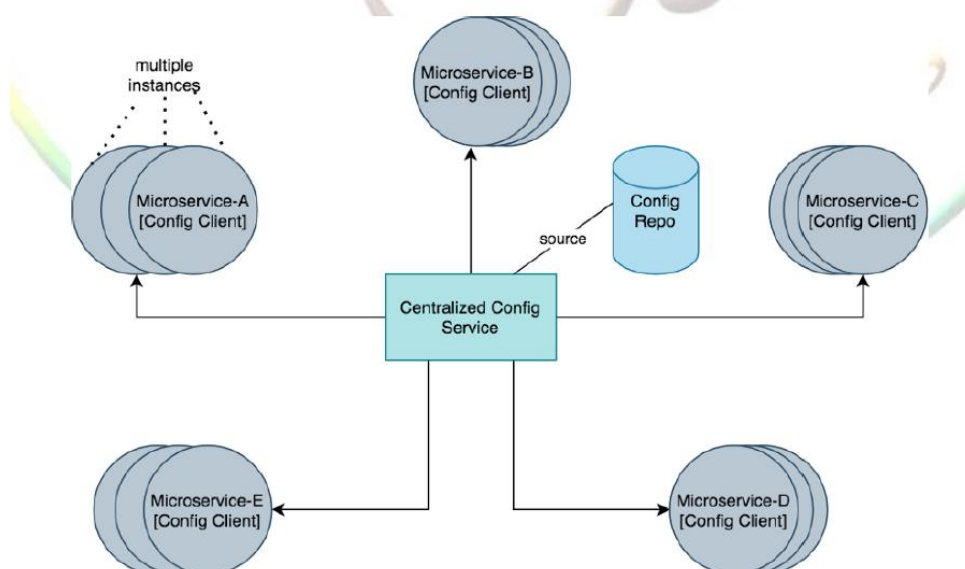 multiple
instances
Microservice-B
[Config Client]
Microservice-A
[Config Client]
Config
Repo
Microservice-C
[Config Client]
source
Centralized Config
Service
Microservice-E
[Config Client]
Microservice-D
[Config Client]